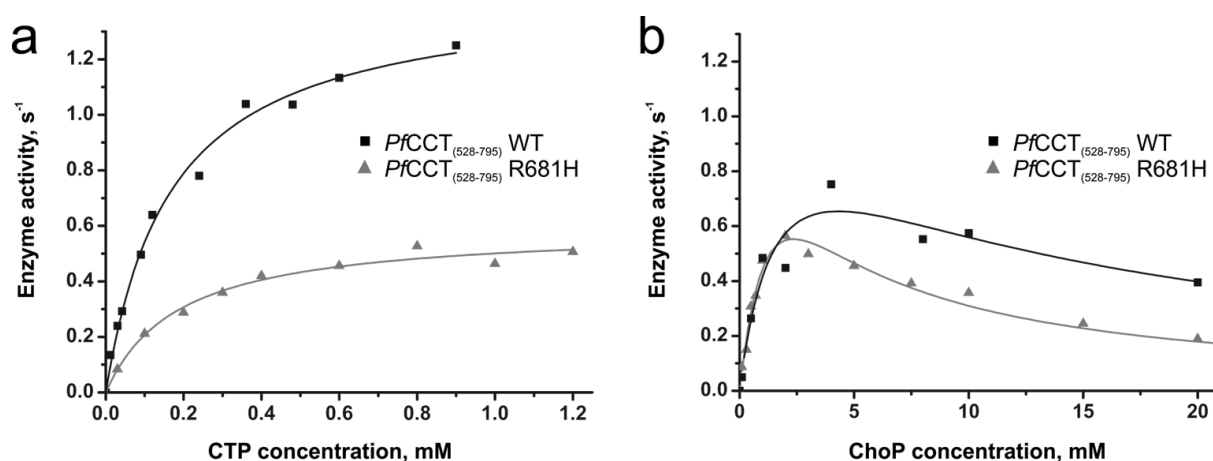 a
Enzyme activity, s⁻¹
1.2
1.0
0.8
0.6
0.4
0.2
0.0
■ PfCCT(528-795) WT
▲ PfCCT(528-795) R681H
0.0 0.2 0.4 0.6 0.8 1.0 1.2
CTP concentration, mM
b
Enzyme activity, s⁻¹
1.2
1.0
0.8
0.6
0.4
0.2
0.0
■ PfCCT(528-795) WT
▲ PfCCT(528-795) R681H
0 5 10 15 20
ChoP concentration, mM